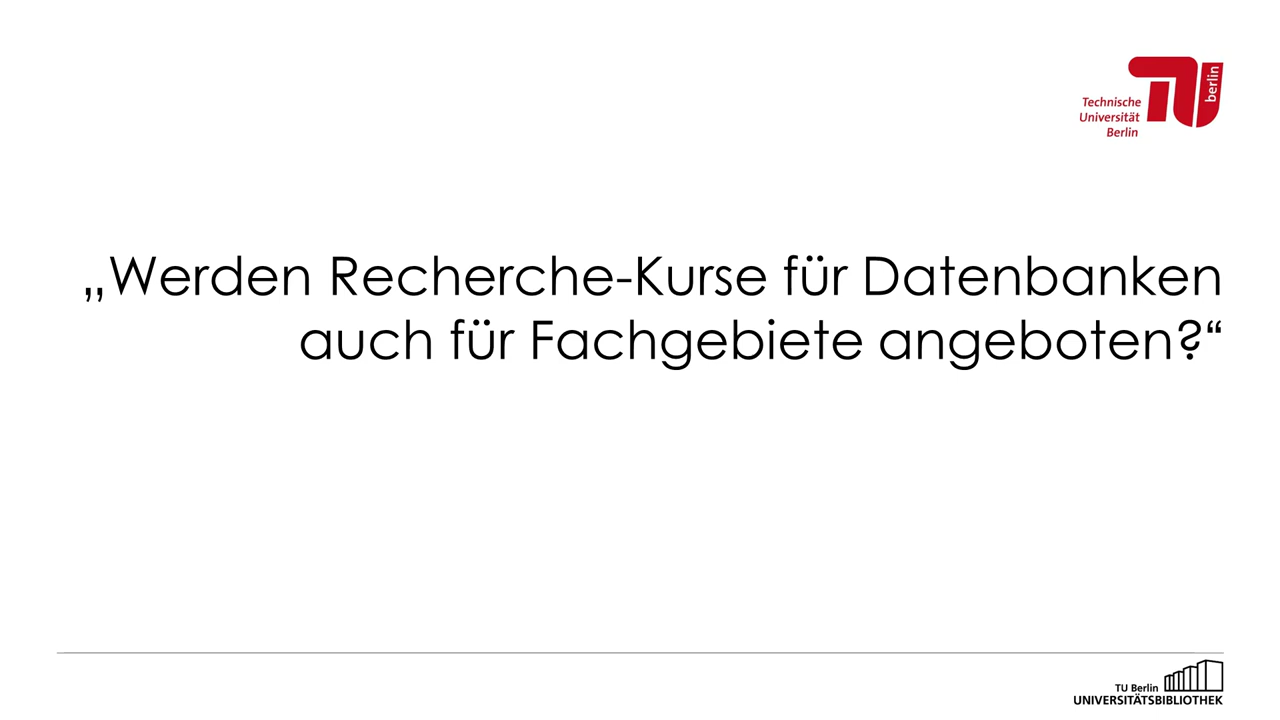 Technische
Universität
Berlin
berlin
„Werden Recherche-Kurse für Datenbanken
auch für Fachgebiete angeboten?“
TU Berlin
UNIVERSITÄTSBIBLIOTHEK